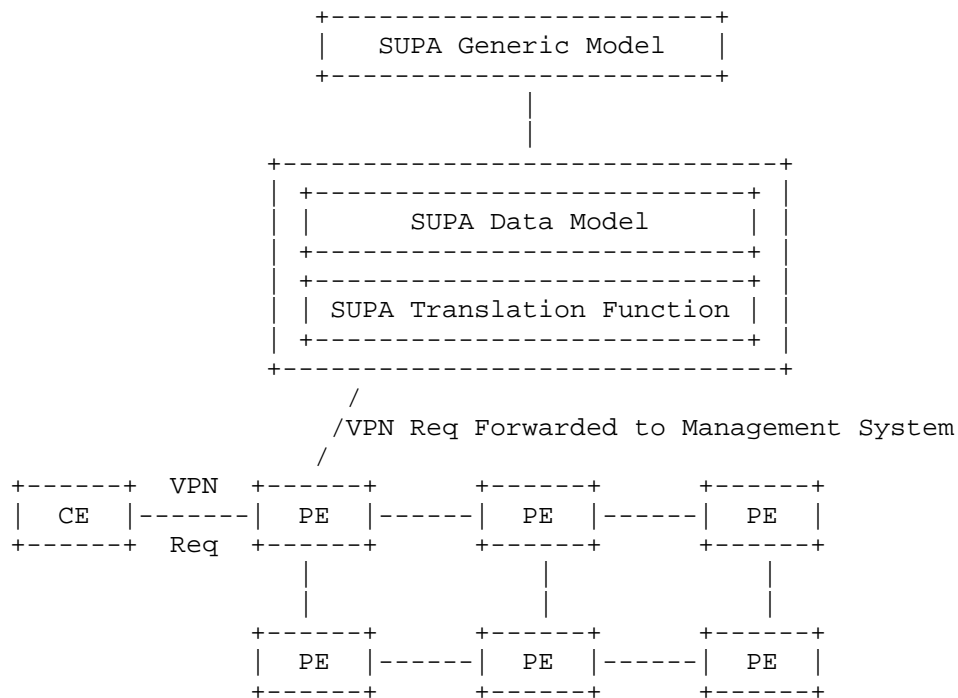 SUPA Generic Model
SUPA Data Model
SUPA Translation Function
VPN Req Forwarded to Management System
VPN
CE PE PE PE
Req
PE PE PE